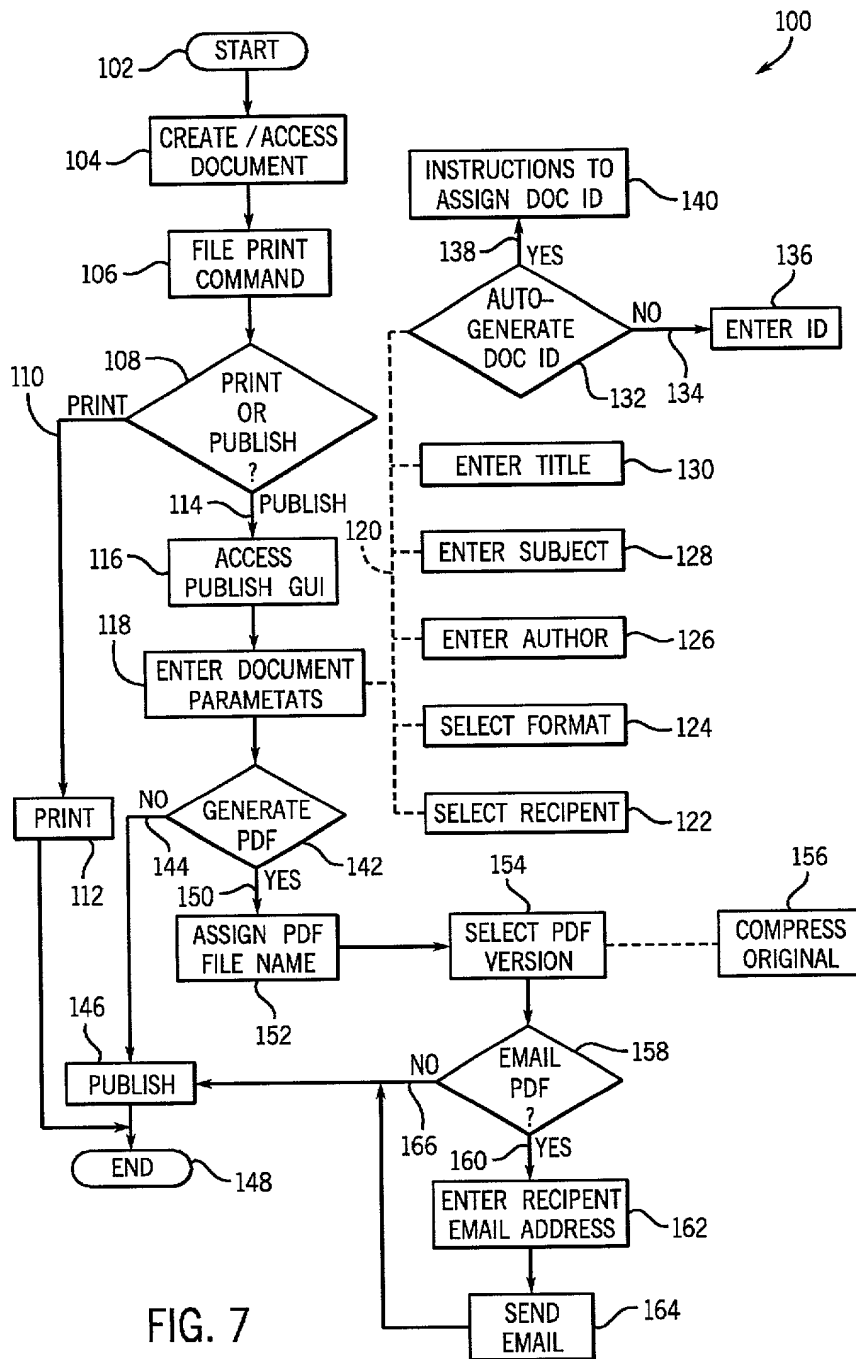 100
START
102
CREATE / ACCESS
DOCUMENT
104
INSTRUCTIONS TO
ASSIGN DOC ID
140
FILE PRINT
COMMAND
106
138
YES
136
AUTO-
GENERATE
DOC ID
NO
ENTER ID
132
134
108
110
PRINT
PRINT
OR
PUBLISH
?
114
PUBLISH
ENTER TITLE
130
120
ACCESS
PUBLISH GUI
116
ENTER SUBJECT
128
118
ENTER AUTHOR
126
ENTER DOCUMENT
PARAMETATS
SELECT FORMAT
124
NO
GENERATE
PDF
SELECT RECIPENT
122
PRINT
144
142
112
150
YES
154
156
ASSIGN PDF
FILE NAME
SELECT PDF
VERSION
COMPRESS
ORIGINAL
152
146
NO
EMAIL
PDF
?
158
PUBLISH
166
160
YES
END
148
ENTER RECIPENT
EMAIL ADDRESS
162
SEND
EMAIL
164
FIG. 7